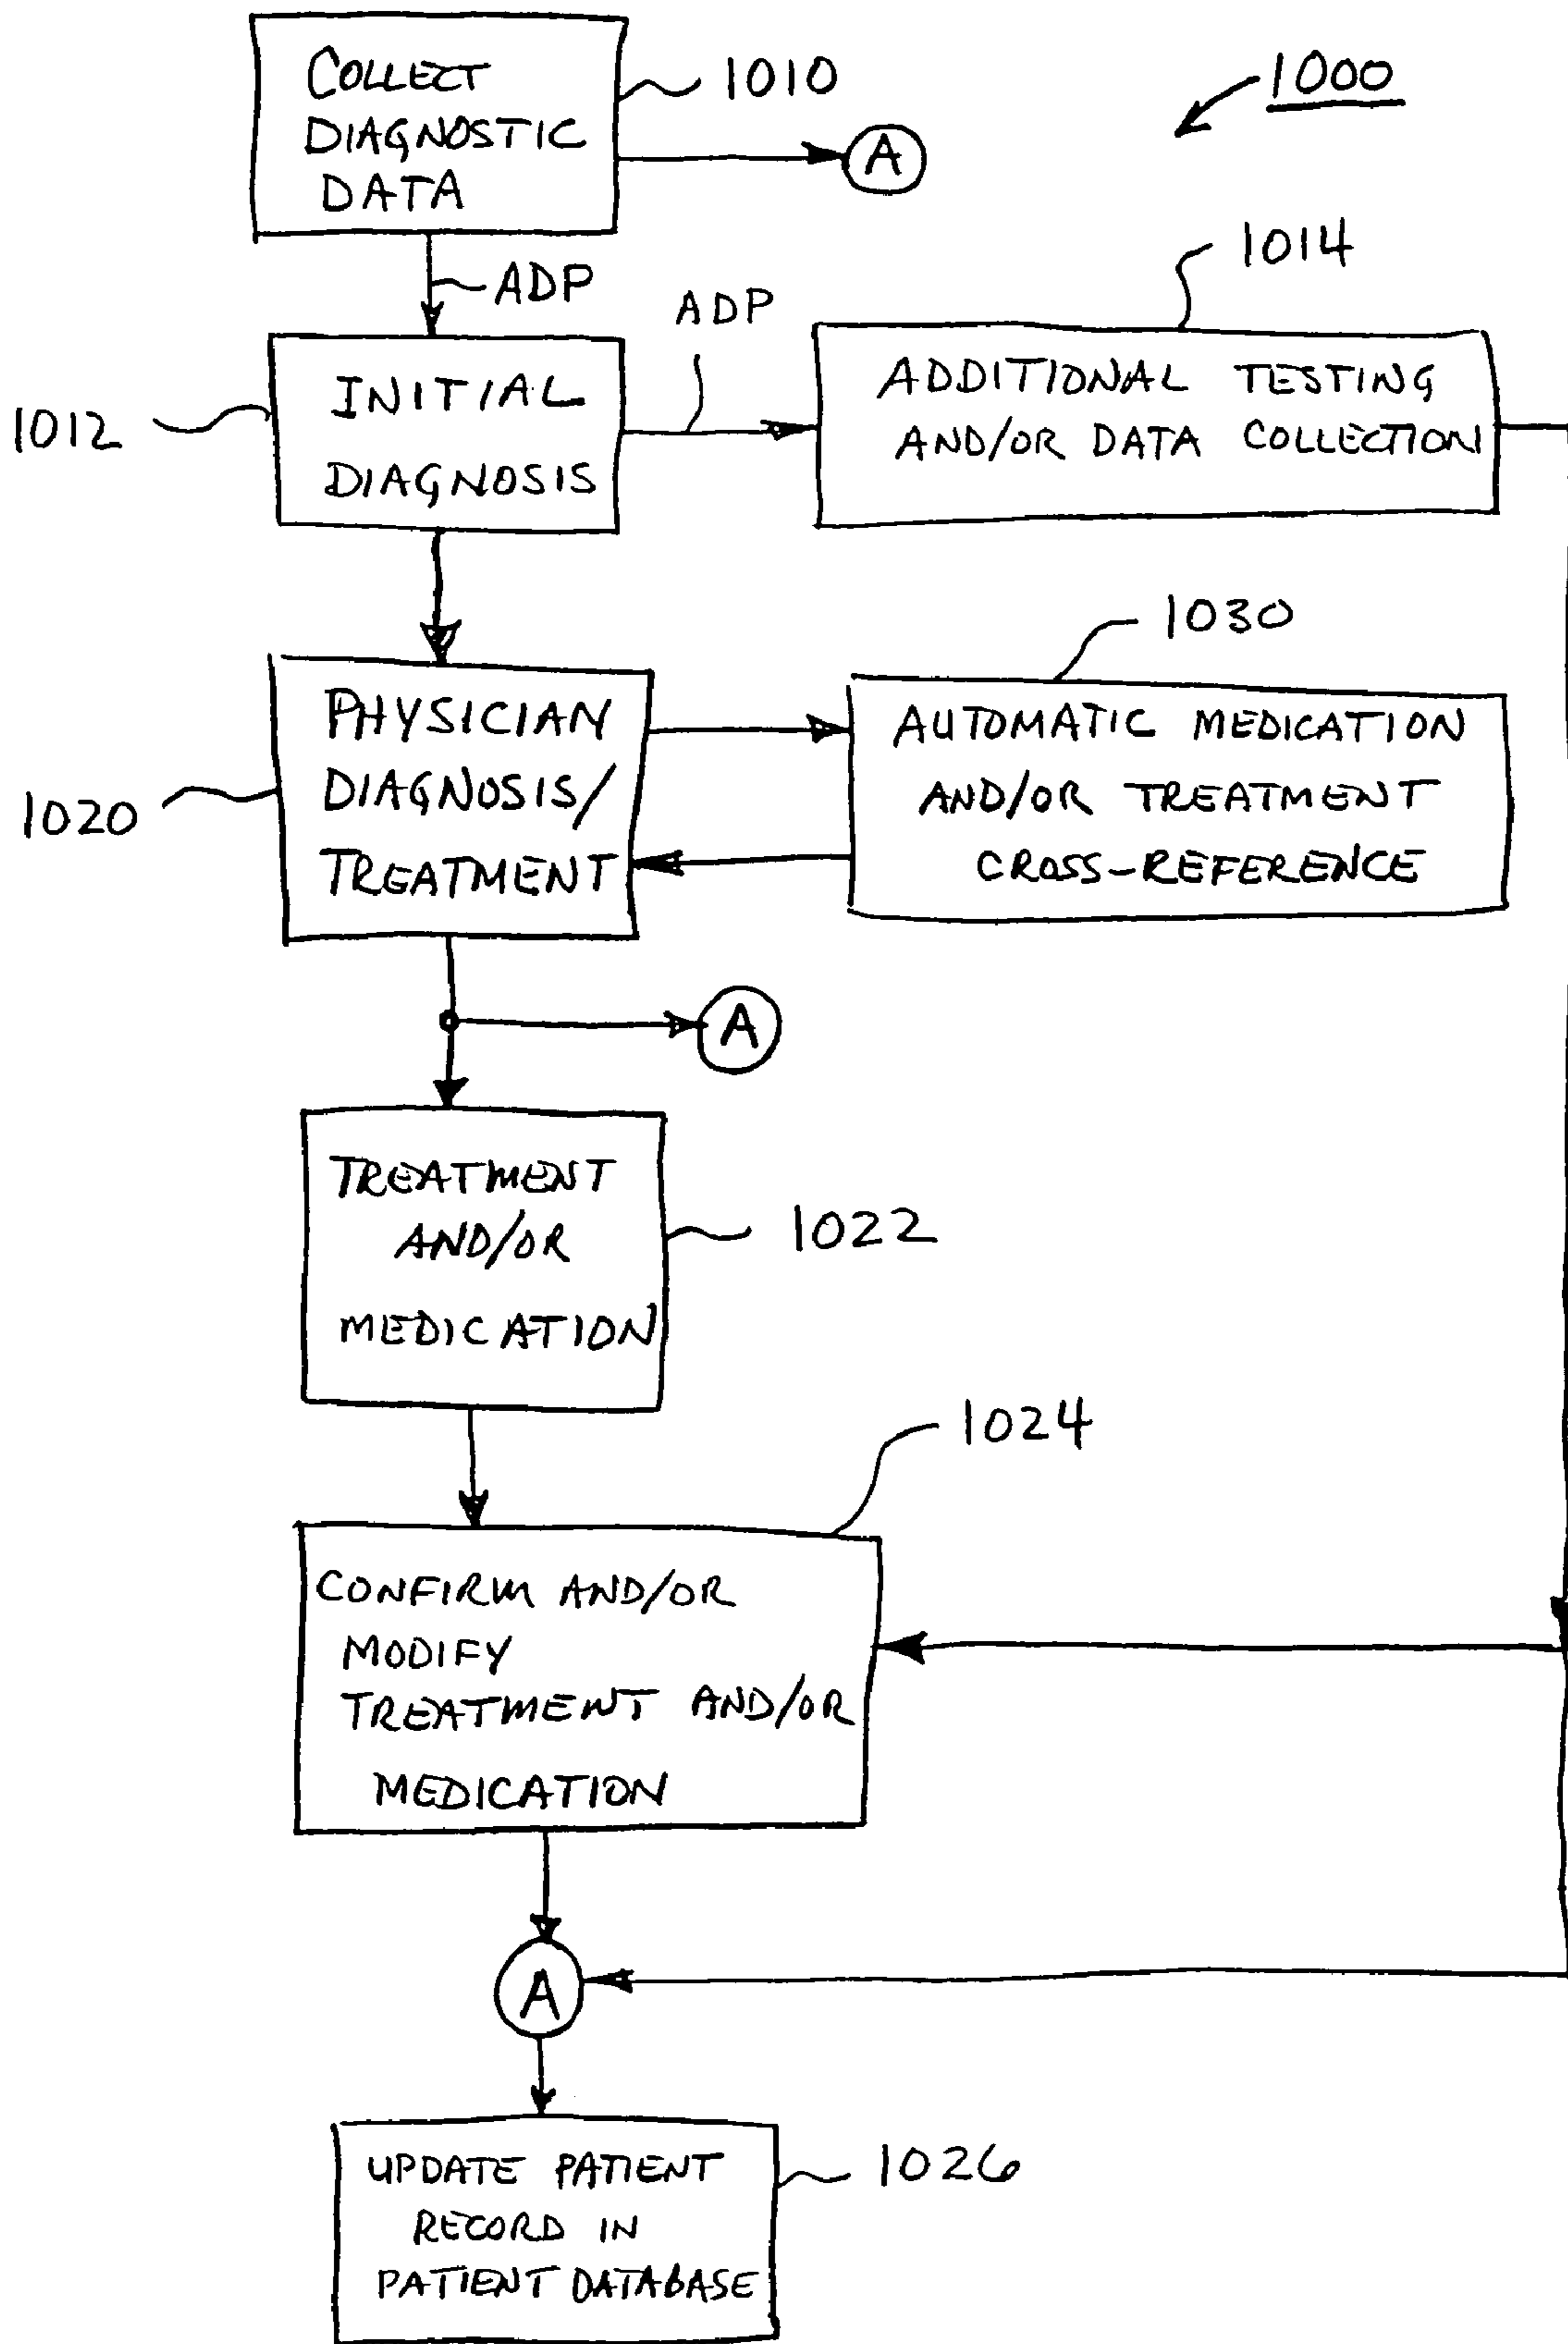 COLLECT
DIAGNOSTIC
DATA
1010
1000
A
ADP
ADP
1014
1012
INITIAL
DIAGNOSIS
ADDITIONAL TESTING
AND/OR DATA COLLECTION
1030
1020
PHYSICIAN
DIAGNOSIS/
TREATMENT
AUTOMATIC MEDICATION
AND/OR TREATMENT
CROSS-REFERENCE
A
TREATMENT
AND/OR
MEDICATION
1022
1024
CONFIRM AND/OR
MODIFY
TREATMENT AND/OR
MEDICATION
A
UPDATE PATIENT
RECORD IN
PATIENT DATABASE
1026